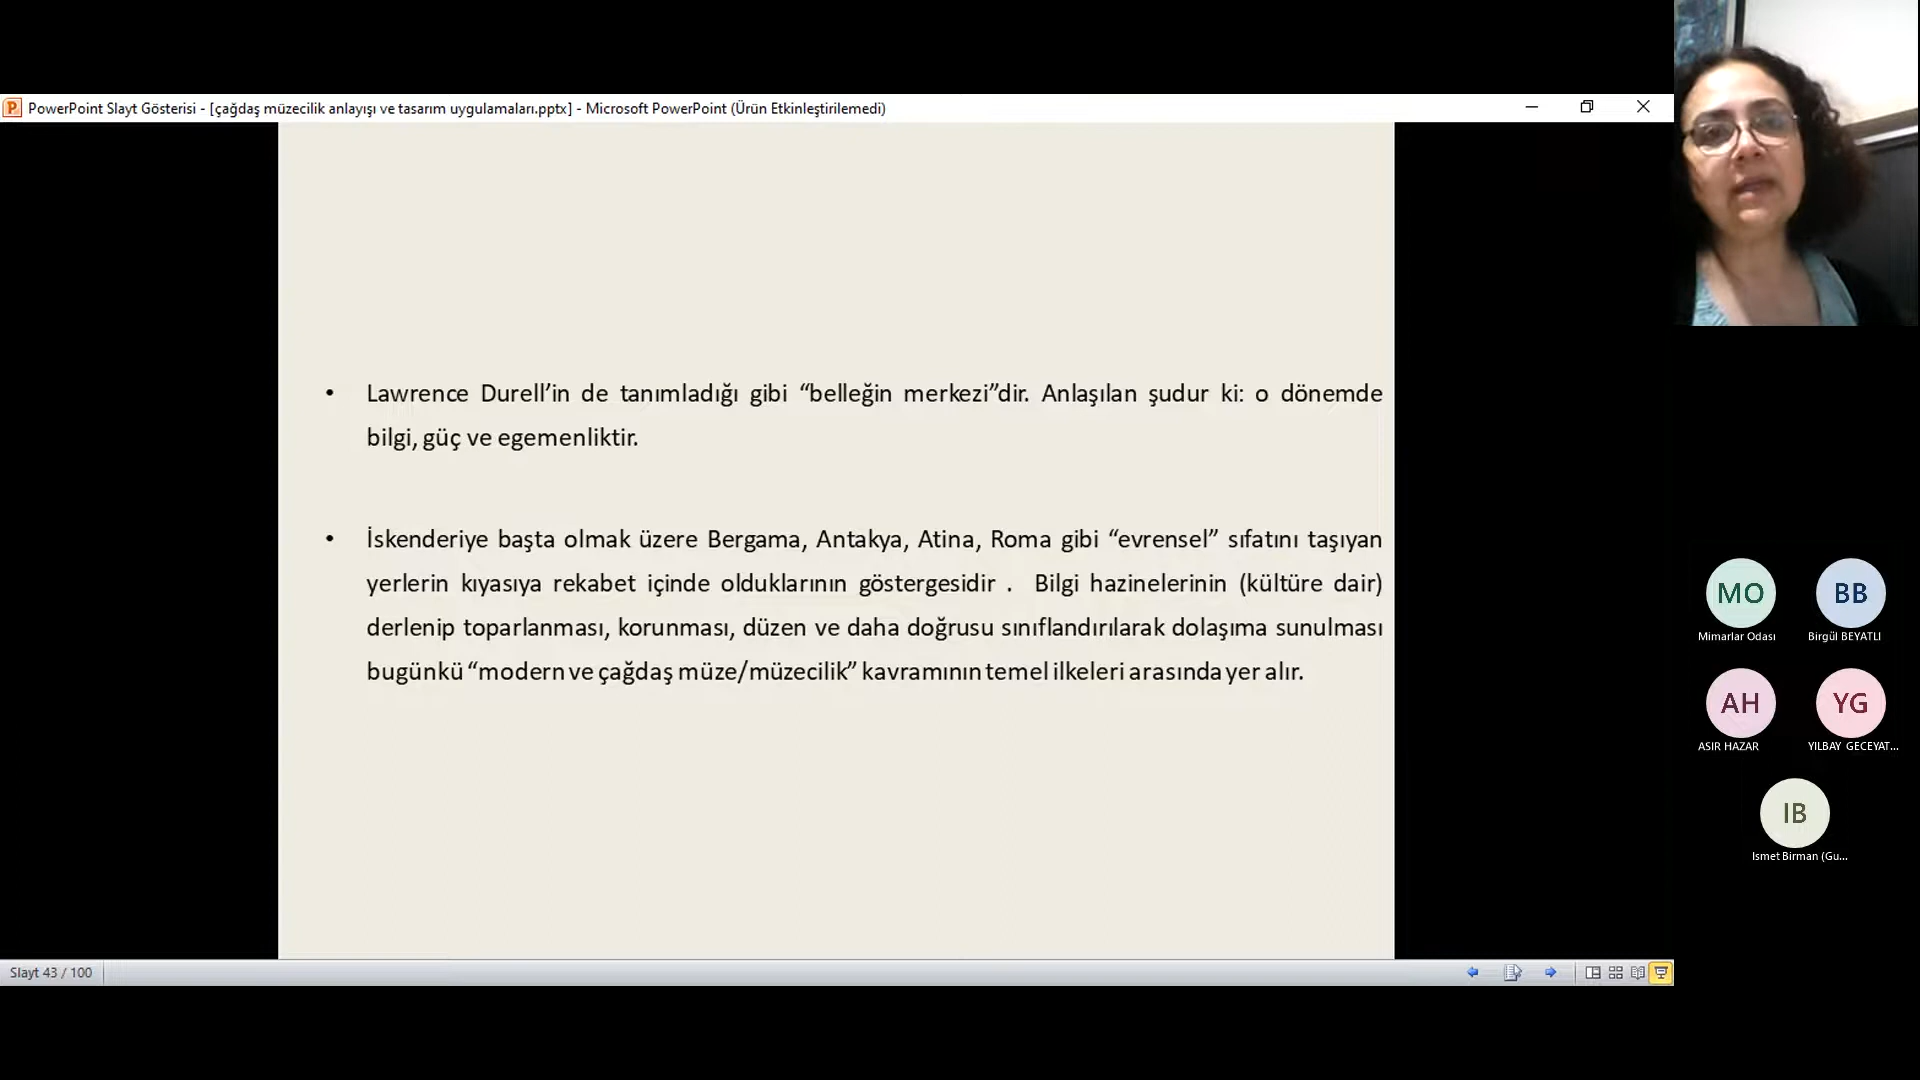 PowerPoint Slayt Gösterisi - [çağdaş müzecilik anlayışı ve tasarım uygulamaları.pptx] - Microsoft PowerPoint (Ürün Etkinleştirilemedi)
• Lawrence Durell’in de tanımladığı gibi “belleğin merkezi”dir. Anlaşılan şudur ki: o dönemde
bilgi, güç ve egemenliktir.
• İskenderiye başta olmak üzere Bergama, Antakya, Atina, Roma gibi “evrensel” sıfatını taşıyan
yerlerin kıyasıya rekabet içinde olduklarının göstergesidir . Bilgi hazinelerinin (kültüre dair)
derlenip toparlanması, korunması, düzen ve daha doğrusu sınıflandırılarak dolaşıma sunulması
bugünkü “modern ve çağdaş müze/müzecilik” kavramının temel ilkeleri arasında yer alır.
MO
Mimarlar Odası
BB
Birgül BEYATLI
AH
ASIR HAZAR
YG
YILBAY GECEYAT...
IB
Ismet Birman (Gu...
Slayt 43 / 100